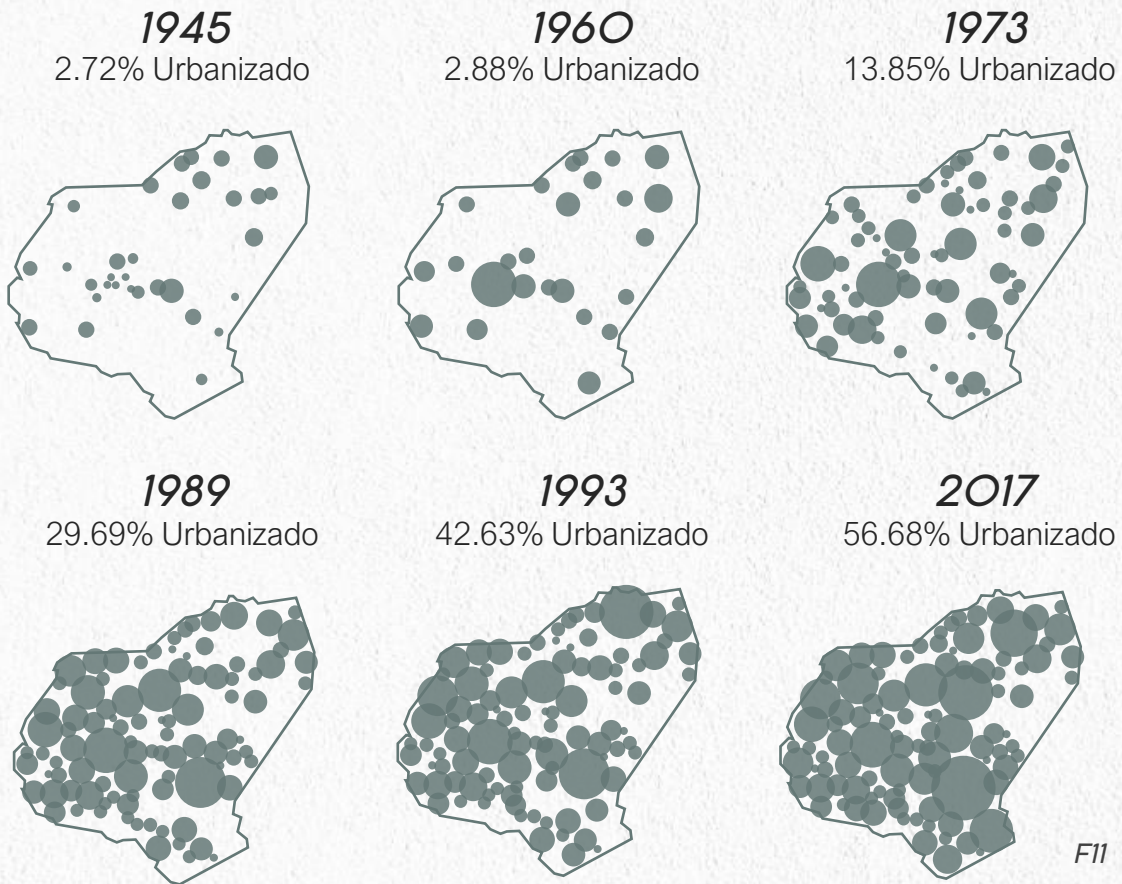 1945
2.72% Urbanizado
1960
2.88% Urbanizado
1973
13.85% Urbanizado
1989
29.69% Urbanizado
1993
42.63% Urbanizado
2017
56.68% Urbanizado
F11